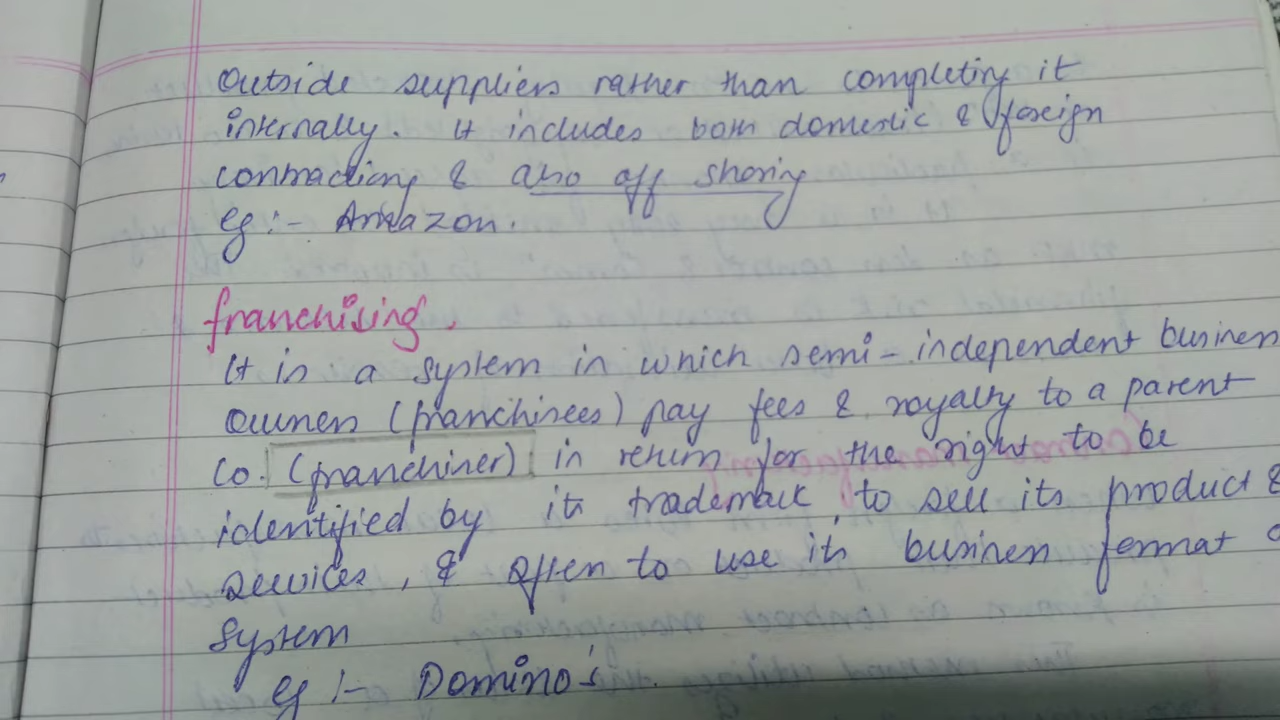 outside suppliers rather than completing it
internally. It includes both domestic & foreign
contracting & also off shoring
eg :- Amazon.
franchising.
It is a system in which semi-independent business
owners (franchisees) pay fees & royalty to a parent
Co. (franchiser) in return for the right to be
identified by its trademark, to sell its product &
services, & often to use its business format &
system
eg :- Domino's.